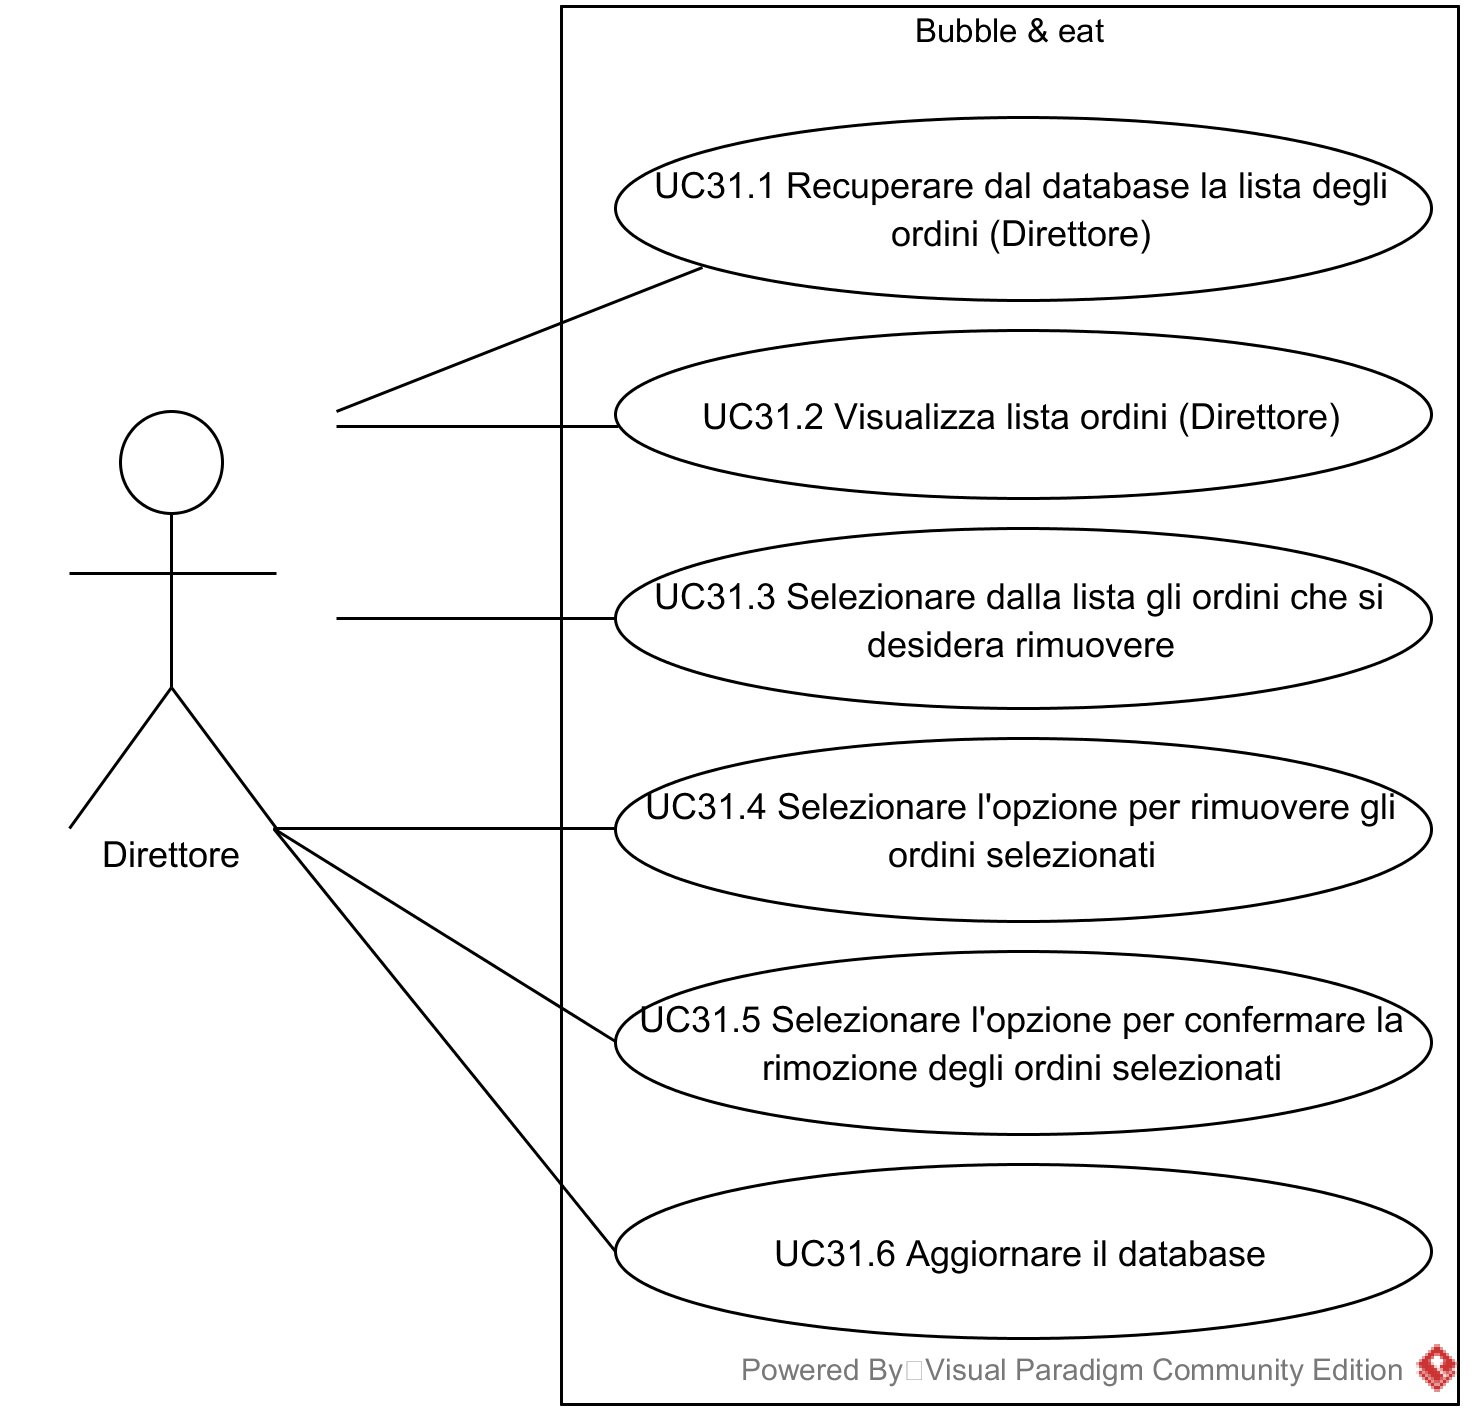 Bubble & eat
UC31.1 Recuperare dal database la lista degli
ordini (Direttore)
UC31.2 Visualizza lista ordini (Direttore)
UC31.3 Selezionare dalla lista gli ordini che si
desidera rimuovere
UC31.4 Selezionare l'opzione per rimuovere gli
ordini selezionati
Direttore
UC31.5 Selezionare l'opzione per confermare la
rimozione degli ordini selezionati
UC31.6 Aggiornare il database
Powered By Visual Paradigm Community Edition